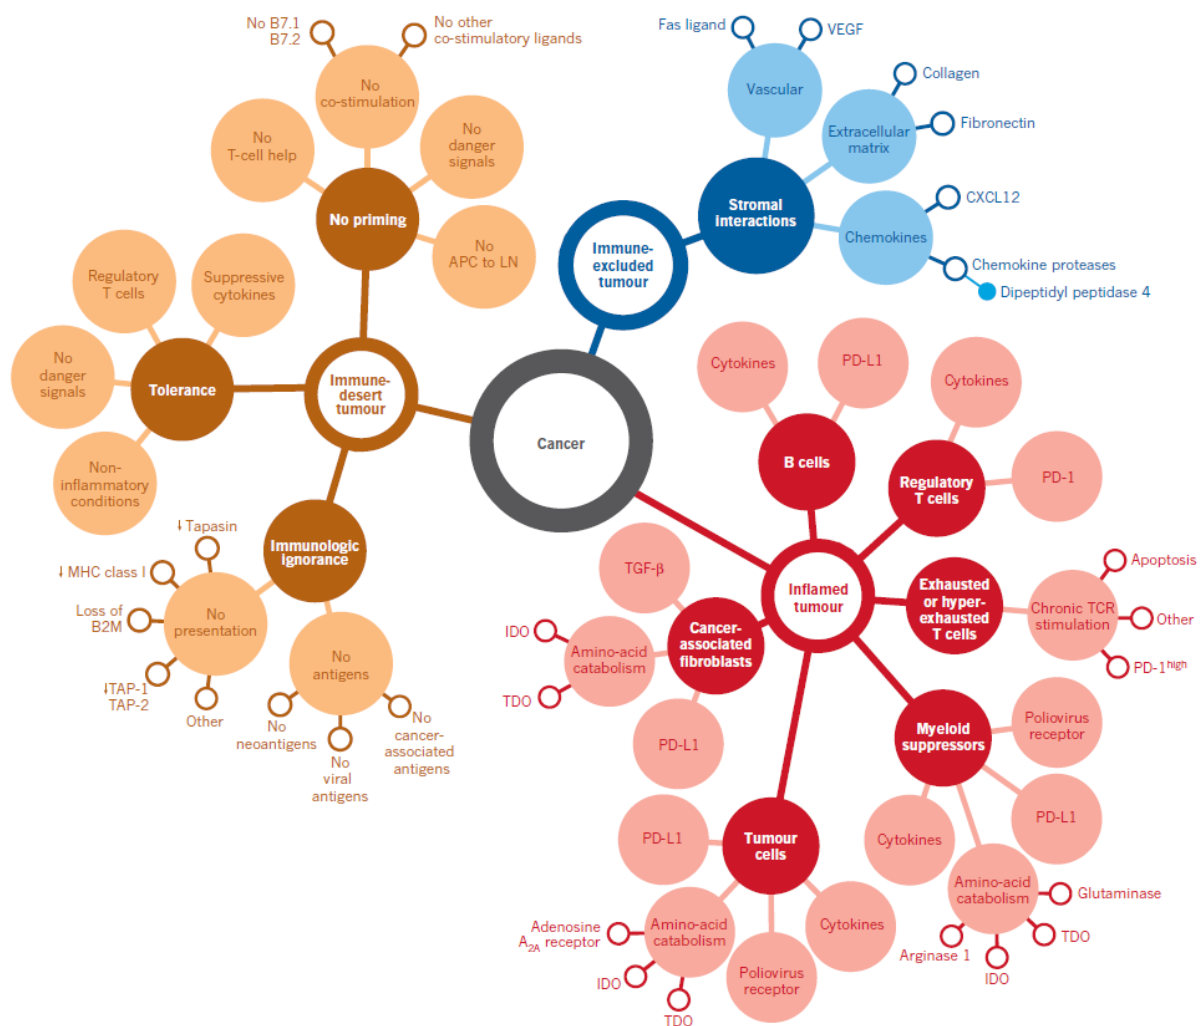 No B7.1
B7.2
No other
co-stimulatory ligands
No
co-stimulation
No
T-cell help
No
danger
signals
No priming
No
APC to LN
Regulatory
T cells
Suppressive
cytokines
No
danger
signals
Tolerance
Non-
inflammatory
conditions
Immune-
desert
tumour
Immunologic
ignorance
↓Tapasin
↓ MHC class I
Loss of
B2M
↓TAP-1
TAP-2
Other
No
presentation
No
antigens
No
neoantigens
No
viral
antigens
No
cancer-
associated
antigens
Cancer
Immune-
excluded
tumour
Stromal
interactions
Fas ligand
VEGF
Vascular
Collagen
Extracellular
matrix
Fibronectin
CXCL12
Chemokines
Chemokine proteases
Dipeptidyl peptidase 4
Inflamed
tumour
Cytokines
PD-L1
B cells
Cytokines
Regulatory
T cells
PD-1
Exhausted
or hyper-
exhausted
T cells
Chronic TCR
stimulation
Apoptosis
Other
PD-1high
TGF-β
Cancer-
associated
fibroblasts
IDO
Amino-acid
catabolism
TDO
PD-L1
Myeloid
suppressors
Poliovirus
receptor
PD-L1
Cytokines
Amino-acid
catabolism
Glutaminase
TDO
IDO
Arginase 1
Tumour
cells
PD-L1
Amino-acid
catabolism
Adenosine
A2A receptor
IDO
TDO
Poliovirus
receptor
Cytokines